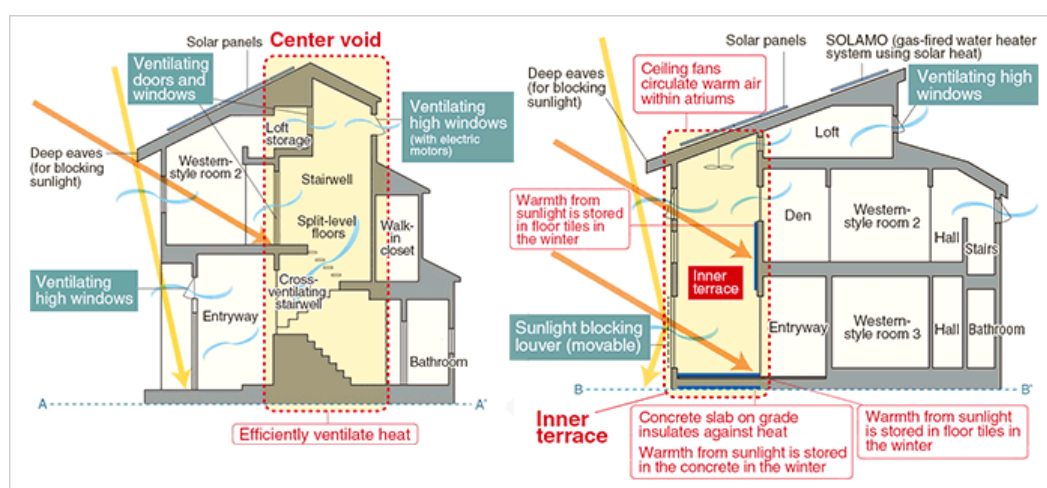 Center void
Solar panels
Ventilating
doors and
windows
Ventilating
high windows
(with electric
motors)
Loft
storage
Deep eaves
(for blocking
sunlight)
Western-
style room 2
Stairwell
Split-level
floors
Walk-
in
closet
Ventilating
high windows
Cross-
ventilating
stairwell
Entryway
Bathroom
A
A'
Efficiently ventilate heat
Solar panels
SOLAMO (gas-fired water heater
system using solar heat)
Deep eaves
(for blocking
sunlight)
Ceiling fans
circulate warm air
within atriums
Ventilating high
windows
Loft
Warmth from
sunlight is stored
in floor tiles in
the winter
Den
Western-
style room 2
Hall
Stairs
Inner
terrace
Sunlight blocking
louver (movable)
Entryway
Western-
style room 3
Hall
Bathroom
B
B'
Inner
terrace
Concrete slab on grade
insulates against heat
Warmth from sunlight is stored
in the concrete in the winter
Warmth from sunlight
is stored in floor tiles in
the winter